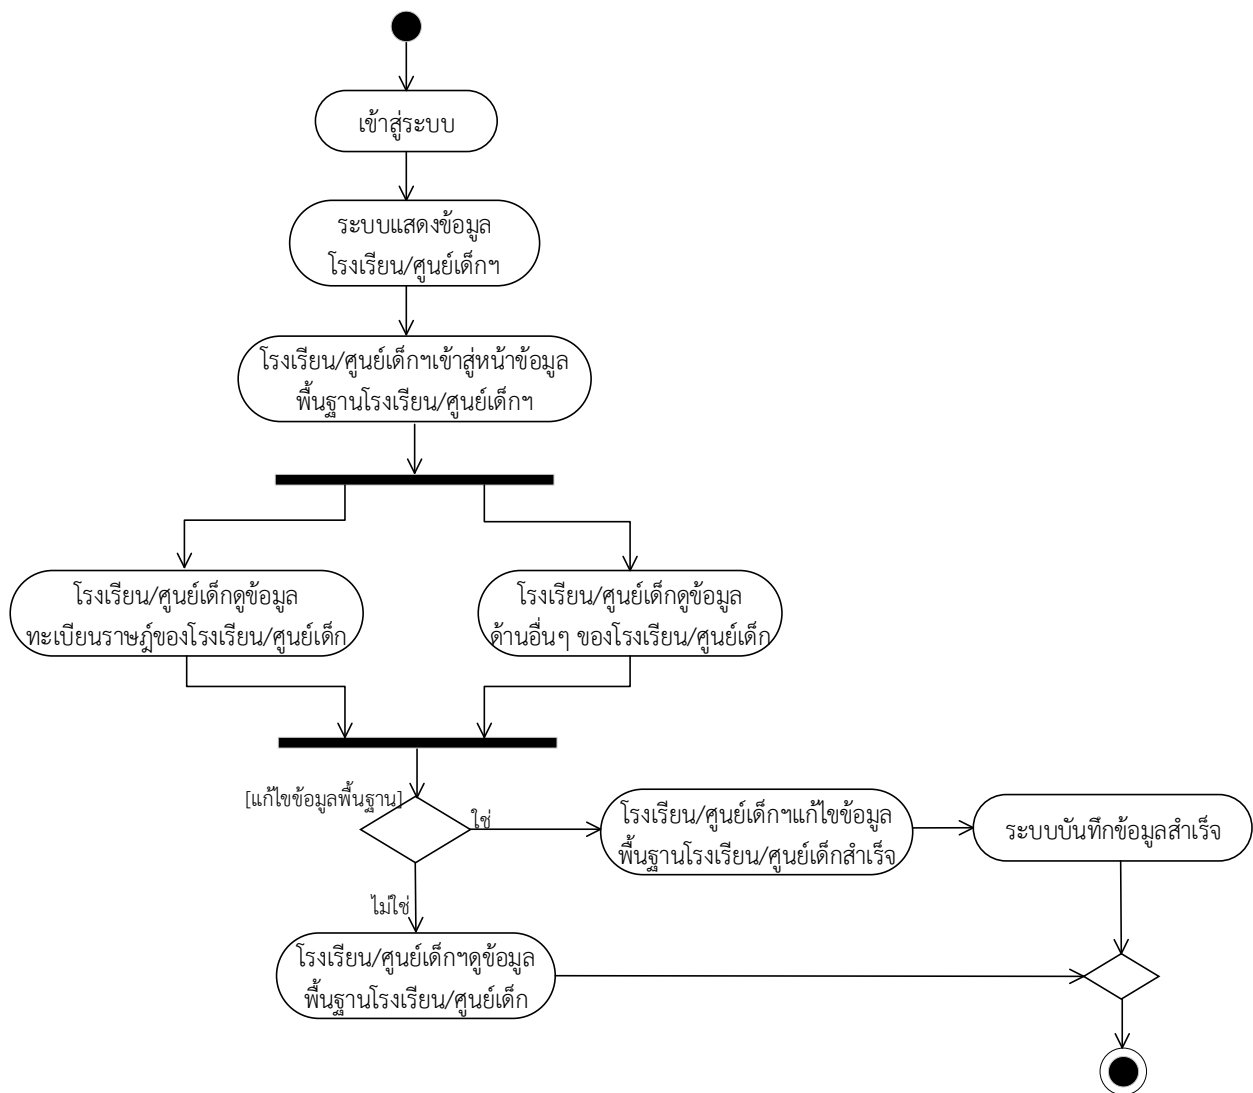 เข้าสู่ระบบ
ระบบแสดงข้อมูล
โรงเรียน/ศูนย์เด็กฯ
โรงเรียน/ศูนย์เด็กฯเข้าสู่หน้าข้อมูล
พื้นฐานโรงเรียน/ศูนย์เด็กฯ
โรงเรียน/ศูนย์เด็กดูข้อมูล
ทะเบียนราษฎ์ของโรงเรียน/ศูนย์เด็ก
โรงเรียน/ศูนย์เด็กดูข้อมูล
ด้านอื่นๆ ของโรงเรียน/ศูนย์เด็ก
[แก้ไขข้อมูลพื้นฐาน]
ใช่
โรงเรียน/ศูนย์เด็กฯแก้ไขข้อมูล
พื้นฐานโรงเรียน/ศูนย์เด็กสำเร็จ
ระบบบันทึกข้อมูลสำเร็จ
ไม่ใช่
โรงเรียน/ศูนย์เด็กฯดูข้อมูล
พื้นฐานโรงเรียน/ศูนย์เด็ก